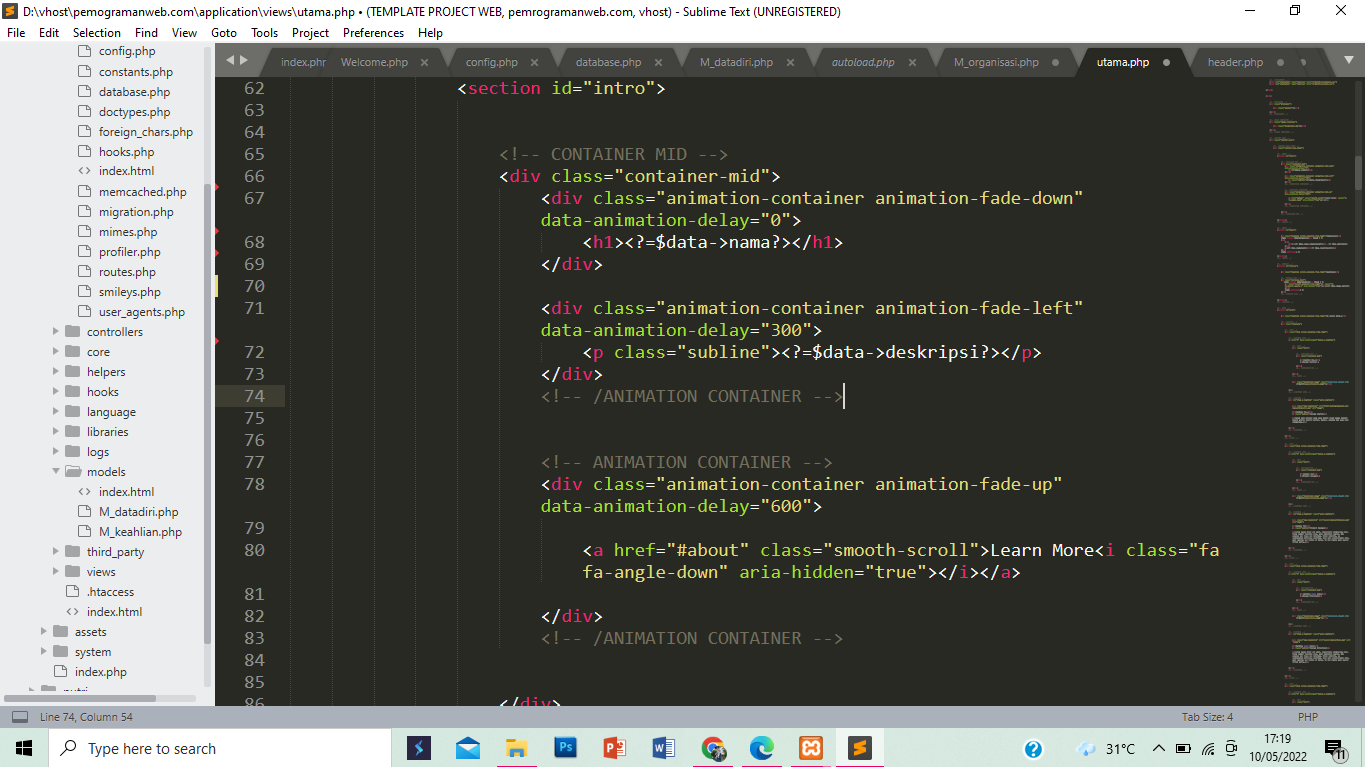 D:\vhost\pemogramanweb.com\application\views\utama.php • (TEMPLATE PROJECT WEB, pemrogramanweb.com, vhost) - Sublime Text (UNREGISTERED)
File Edit Selection Find View Goto Tools Project Preferences Help
config.php
constants.php
database.php
doctypes.php
foreign_chars.php
hooks.php
index.html
memcached.php
migration.php
mimes.php
profiler.php
routes.php
smileys.php
user_agents.php
controllers
core
helpers
hooks
language
libraries
logs
models
index.html
M_datadiri.php
M_keahlian.php
third_party
views
.htaccess
index.html
assets
system
index.php
index.php Welcome.php config.php database.php M_datadiri.php autoload.php M_organisasi.php utama.php header.php
62 <section id="intro">
63
64
65 <!-- CONTAINER MID -->
66 <div class="container-mid">
67 <div class="animation-container animation-fade-down"
data-animation-delay="0">
68 <h1><?=$data->nama?></h1>
69 </div>
70
71 <div class="animation-container animation-fade-left"
data-animation-delay="300">
72 <p class="subline"><?=$data->deskripsi?></p>
73 </div>
74 <!-- /ANIMATION CONTAINER -->
75
76
77 <!-- ANIMATION CONTAINER -->
78 <div class="animation-container animation-fade-up"
data-animation-delay="600">
79
80 <a href="#about" class="smooth-scroll">Learn More<i class="fa
fa-angle-down" aria-hidden="true"></i></a>
81
82 </div>
83 <!-- /ANIMATION CONTAINER -->
84
85
86 </div>
Line 74, Column 54 Tab Size: 4 PHP
Type here to search
31°C
17:19
10/05/2022
11